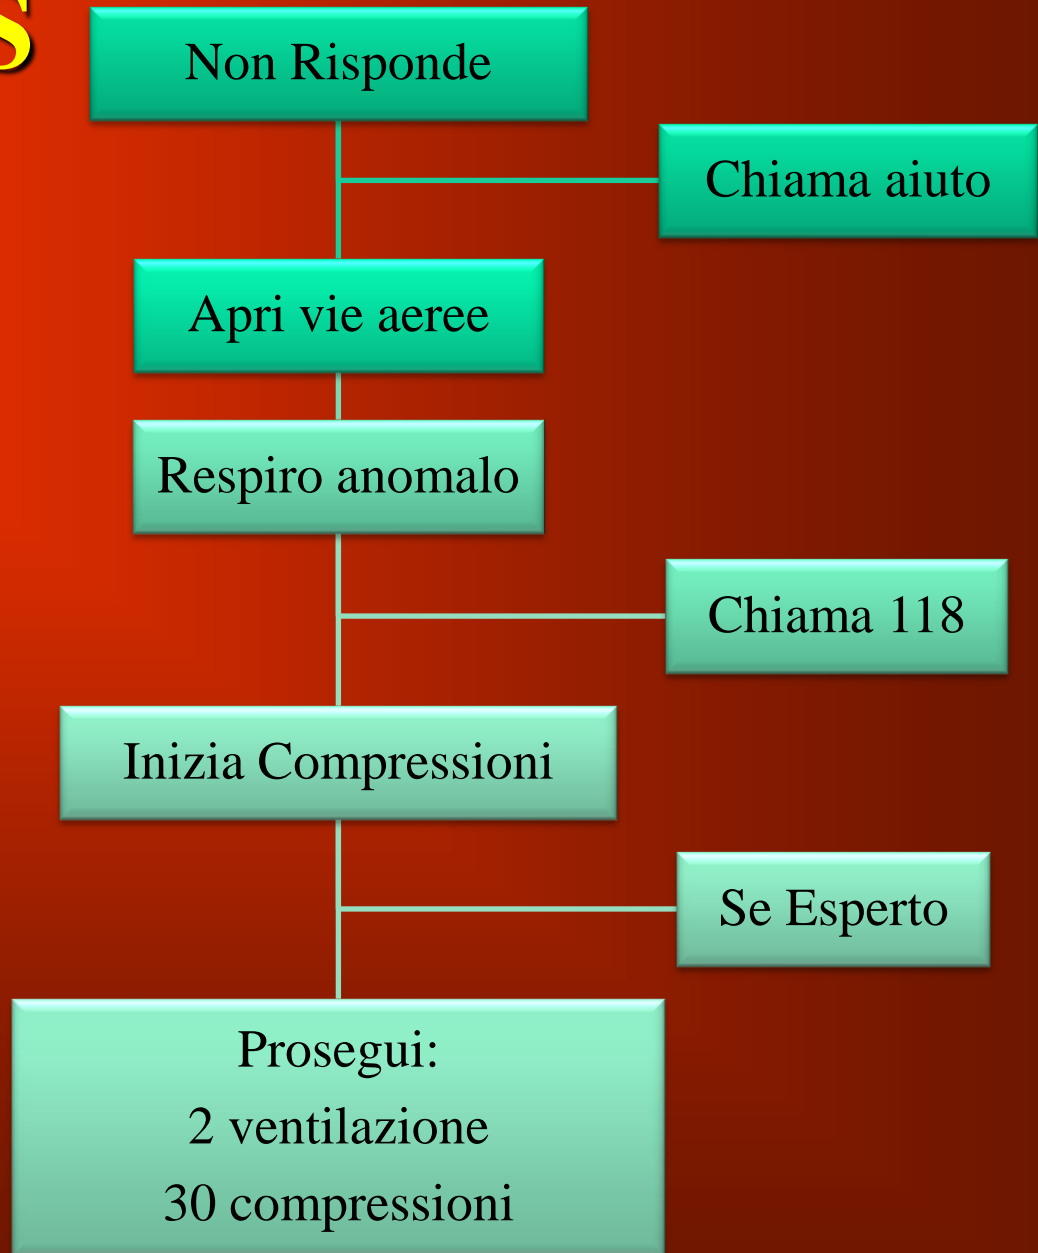 S
Non Risponde
Chiama aiuto
Apri vie aeree
Respiro anomalo
Chiama 118
Inizia Compressioni
Se Esperto
Prosegui:
2 ventilazione
30 compressioni